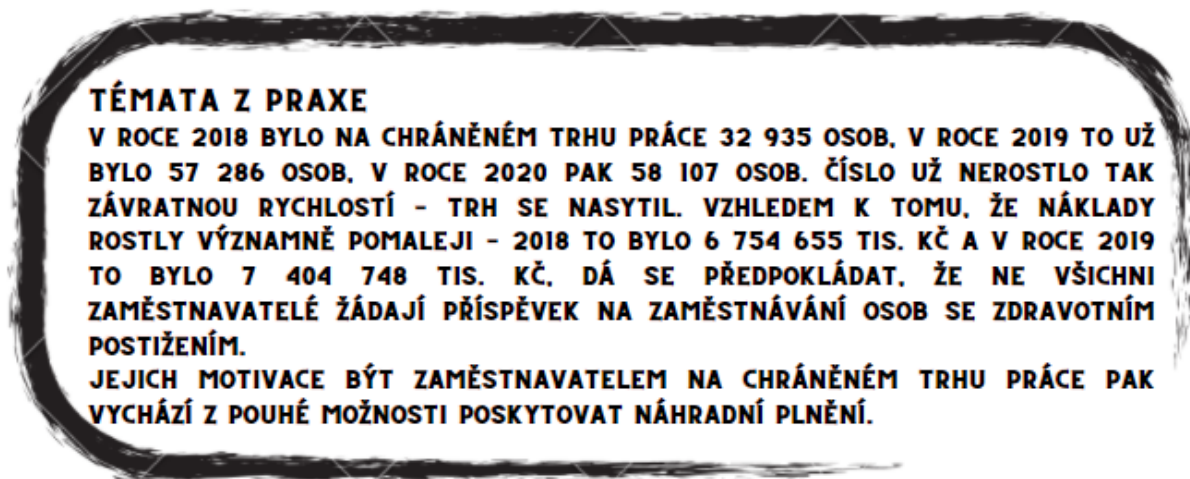 TÉMATA Z PRAXE
V ROCE 2018 BYLO NA CHRÁNĚNÉM TRHU PRÁCE 32 935 OSOB, V ROCE 2019 TO UŽ
BYLO 57 286 OSOB, V ROCE 2020 PAK 58 107 OSOB. ČÍSLO UŽ NEROSTLO TAK
ZÁVRATNOU RYCHLOSTÍ - TRH SE NASYTIL. VZHLEDEM K TOMU, ŽE NÁKLADY
ROSTLY VÝZNAMNĚ POMALEJI - 2018 TO BYLO 6 754 655 TIS. KČ A V ROCE 2019
TO BYLO 7 404 748 TIS. KČ, DÁ SE PŘEDPOKLÁDAT, ŽE NE VŠICHNI
ZAMĚSTNAVATELÉ ŽÁDAJÍ PŘÍSPĚVEK NA ZAMĚSTNÁVÁNÍ OSOB SE ZDRAVOTNÍM
POSTIŽENÍM.
JEJICH MOTIVACE BÝT ZAMĚSTNAVATELEM NA CHRÁNĚNÉM TRHU PRÁCE PAK
VYCHÁZÍ Z POUHÉ MOŽNOSTI POSKYTOVAT NÁHRADNÍ PLNĚNÍ.